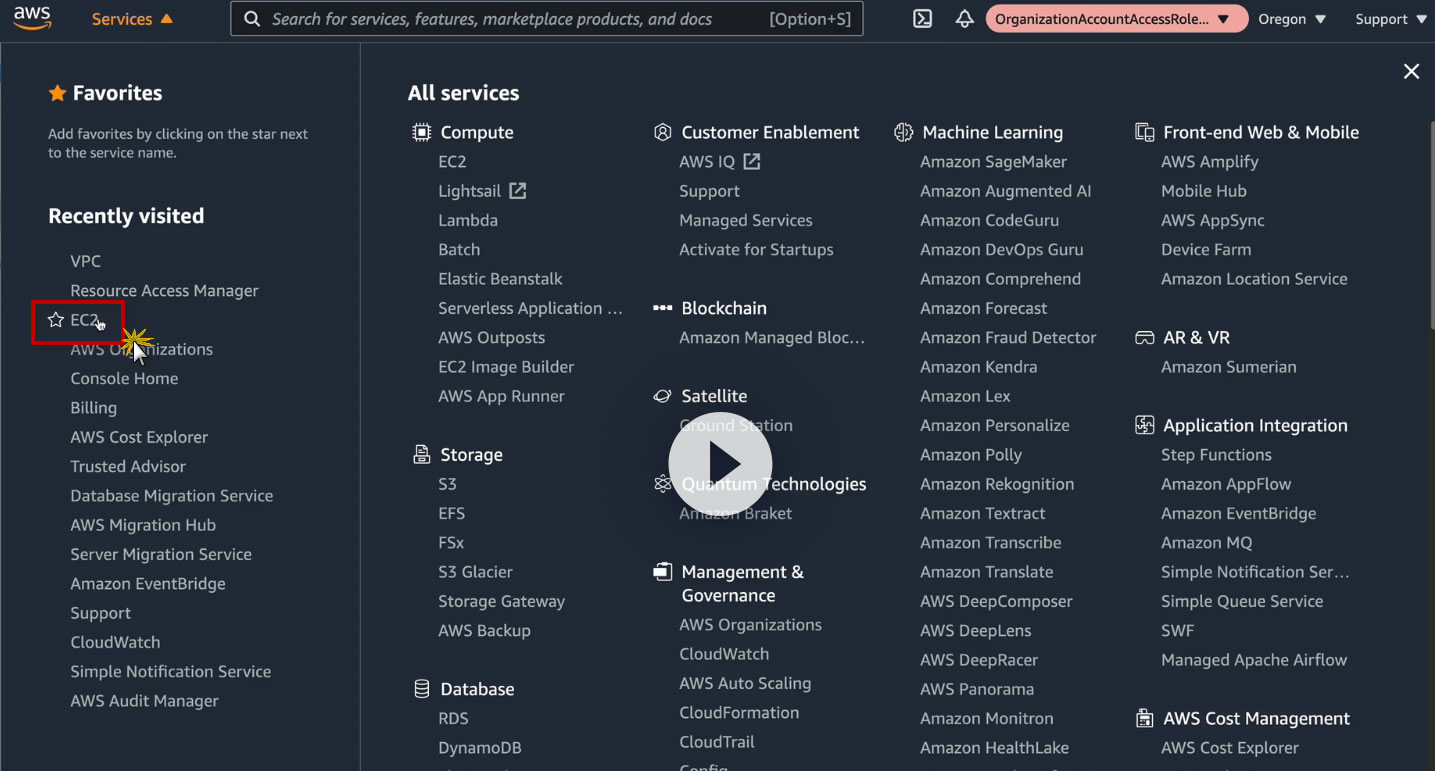 aws
Services
Search for services, features, marketplace products, and docs
[Option+S]
OrganizationAccountAccessRole...
Oregon
Support
Favorites
Add favorites by clicking on the star next
to the service name.
Recently visited
VPC
Resource Access Manager
EC2
AWS Organizations
Console Home
Billing
AWS Cost Explorer
Trusted Advisor
Database Migration Service
AWS Migration Hub
Server Migration Service
Amazon EventBridge
Support
CloudWatch
Simple Notification Service
AWS Audit Manager
All services
Compute
EC2
Lightsail
Lambda
Batch
Elastic Beanstalk
Serverless Application ...
AWS Outposts
EC2 Image Builder
AWS App Runner
Storage
S3
EFS
FSx
S3 Glacier
Storage Gateway
AWS Backup
Database
RDS
DynamoDB
Customer Enablement
AWS IQ
Support
Managed Services
Activate for Startups
Blockchain
Amazon Managed Bloc...
Satellite
Ground Station
Quantum Technologies
Amazon Braket
Management &
Governance
AWS Organizations
CloudWatch
AWS Auto Scaling
CloudFormation
CloudTrail
Config
Machine Learning
Amazon SageMaker
Amazon Augmented AI
Amazon CodeGuru
Amazon DevOps Guru
Amazon Comprehend
Amazon Forecast
Amazon Fraud Detector
Amazon Kendra
Amazon Lex
Amazon Personalize
Amazon Polly
Amazon Rekognition
Amazon Textract
Amazon Transcribe
Amazon Translate
AWS DeepComposer
AWS DeepLens
AWS DeepRacer
AWS Panorama
Amazon Monitron
Amazon HealthLake
Front-end Web & Mobile
AWS Amplify
Mobile Hub
AWS AppSync
Device Farm
Amazon Location Service
AR & VR
Amazon Sumerian
Application Integration
Step Functions
Amazon AppFlow
Amazon EventBridge
Amazon MQ
Simple Notification Ser...
Simple Queue Service
SWF
Managed Apache Airflow
AWS Cost Management
AWS Cost Explorer